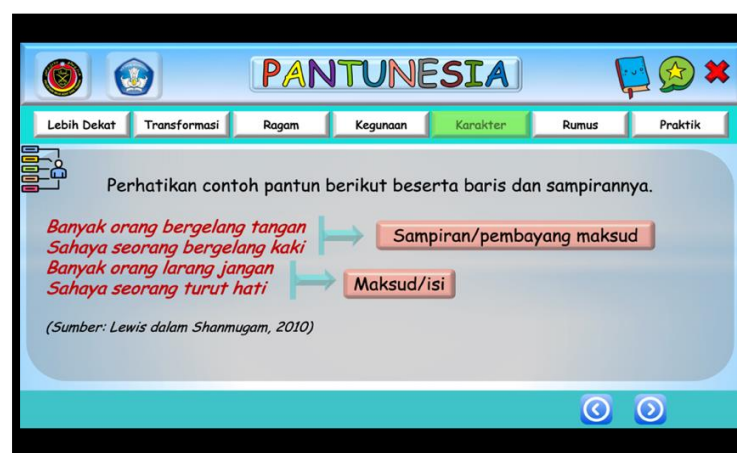 PANTUNESIA
Lebih Dekat Transformasi Ragam Kegunaan Karakter Rumus Praktik
Perhatikan contoh pantun berikut beserta baris dan sampirannya.
Banyak orang bergelang tangan
Sahaya seorang bergelang kaki
Sampiran/pembayang maksud
Banyak orang larang jangan
Sahaya seorang turut hati
Maksud/isi
(Sumber: Lewis dalam Shanmugam, 2010)